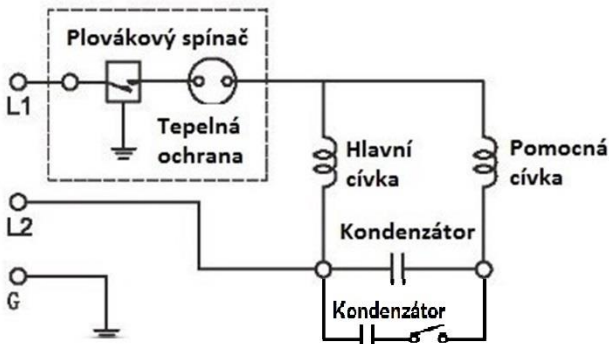 Plovákový spínač
L1
Tepelná
ochrana
Hlavní
cívka
Pomocná
cívka
L2
Kondenzátor
G
Kondenzátor